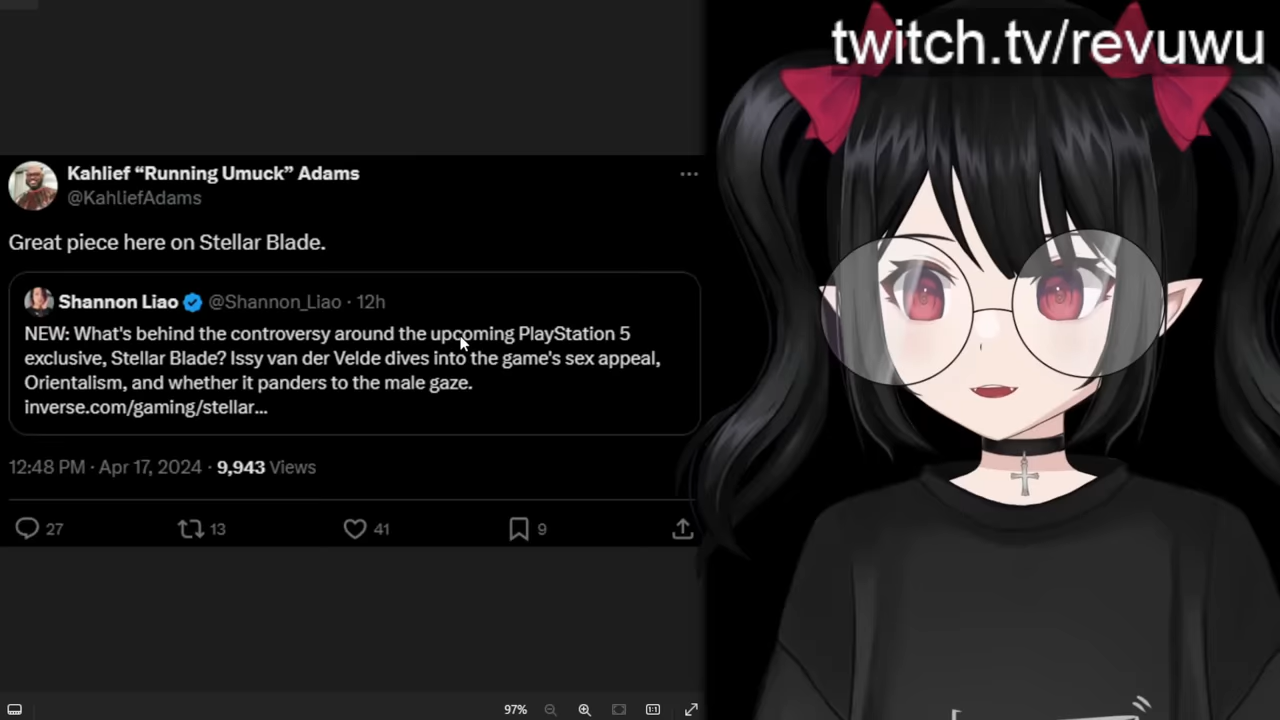 twitch.tv/revuwu
Kahlief “Running Umuck” Adams
@KahliefAdams
Great piece here on Stellar Blade.
Shannon Liao @Shannon_Liao · 12h
NEW: What's behind the controversy around the upcoming PlayStation 5
exclusive, Stellar Blade? Issy van der Velde dives into the game's sex appeal,
Orientalism, and whether it panders to the male gaze.
inverse.com/gaming/stellar...
12:48 PM · Apr 17, 2024 · 9,943 Views
27 13 41 9
97% 1:1